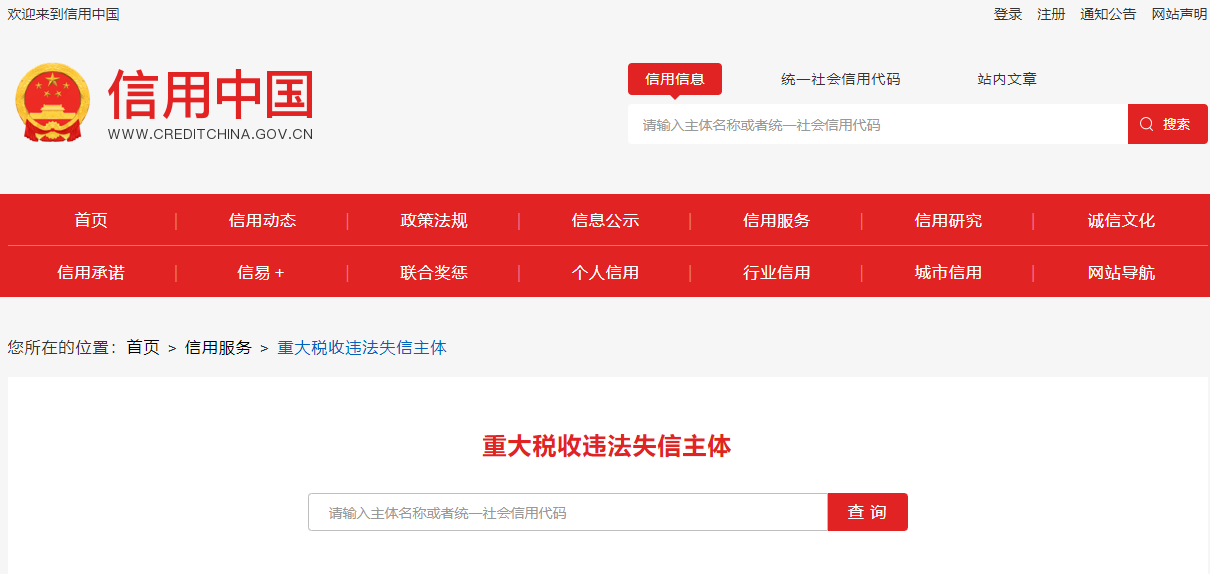 欢迎来到信用中国 登录 注册 通知公告 网站声明
信用信息 统一社会信用代码 站内文章
信用中国
WWW.CREDITCHINA.GOV.CN
请输入主体名称或者统一社会信用代码 搜索
首页 | 信用动态 | 政策法规 | 信息公示 | 信用服务 | 信用研究 | 诚信文化
信用承诺 | 信易+ | 联合奖惩 | 个人信用 | 行业信用 | 城市信用 | 网站导航
您所在的位置：首页 > 信用服务 > 重大税收违法失信主体
重大税收违法失信主体
请输入主体名称或者统一社会信用代码 查 询